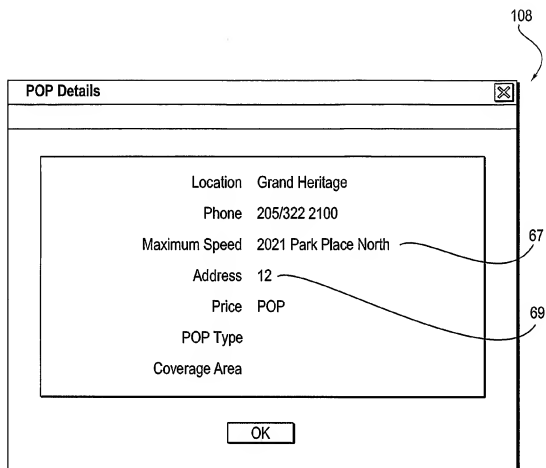 108
POP Details
Location Grand Heritage
Phone 205/322 2100
Maximum Speed 2021 Park Place North
67
Address 12
Price POP
69
POP Type
Coverage Area
OK